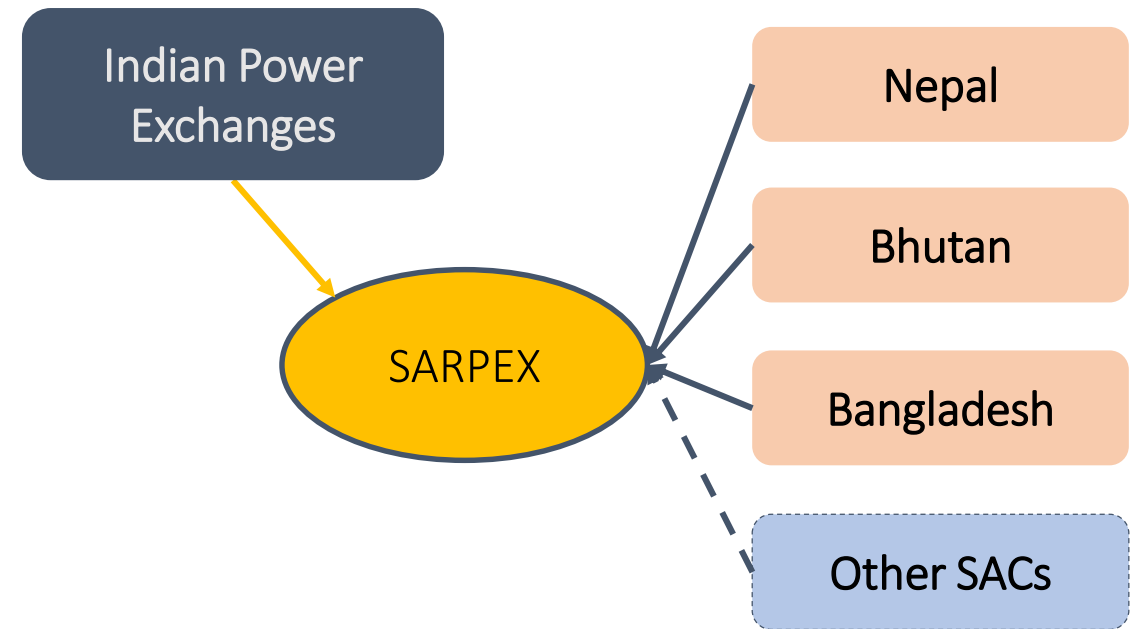 Indian Power
Exchanges
SARPEX
Nepal
Bhutan
Bangladesh
Other SACs